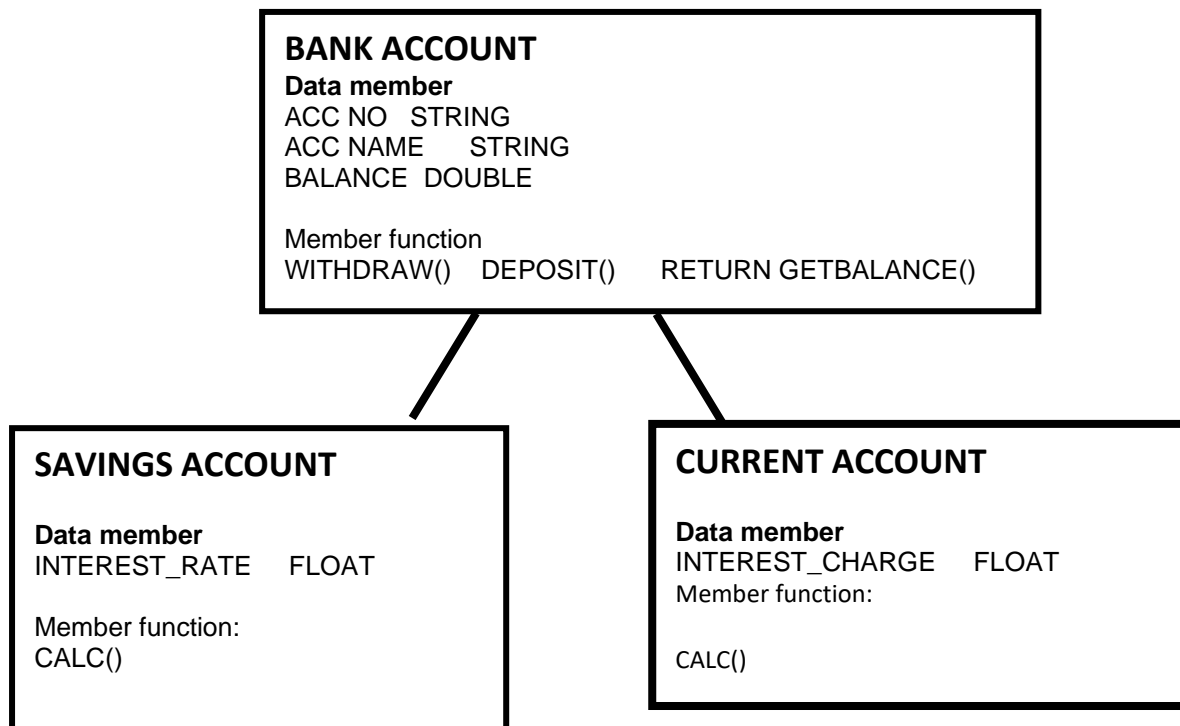 BANK ACCOUNT
Data member
ACC NO STRING
ACC NAME STRING
BALANCE DOUBLE
Member function
WITHDRAW() DEPOSIT() RETURN GETBALANCE()
SAVINGS ACCOUNT
Data member
INTEREST_RATE FLOAT
Member function:
CALC()
CURRENT ACCOUNT
Data member
INTEREST_CHARGE FLOAT
Member function:
CALC()